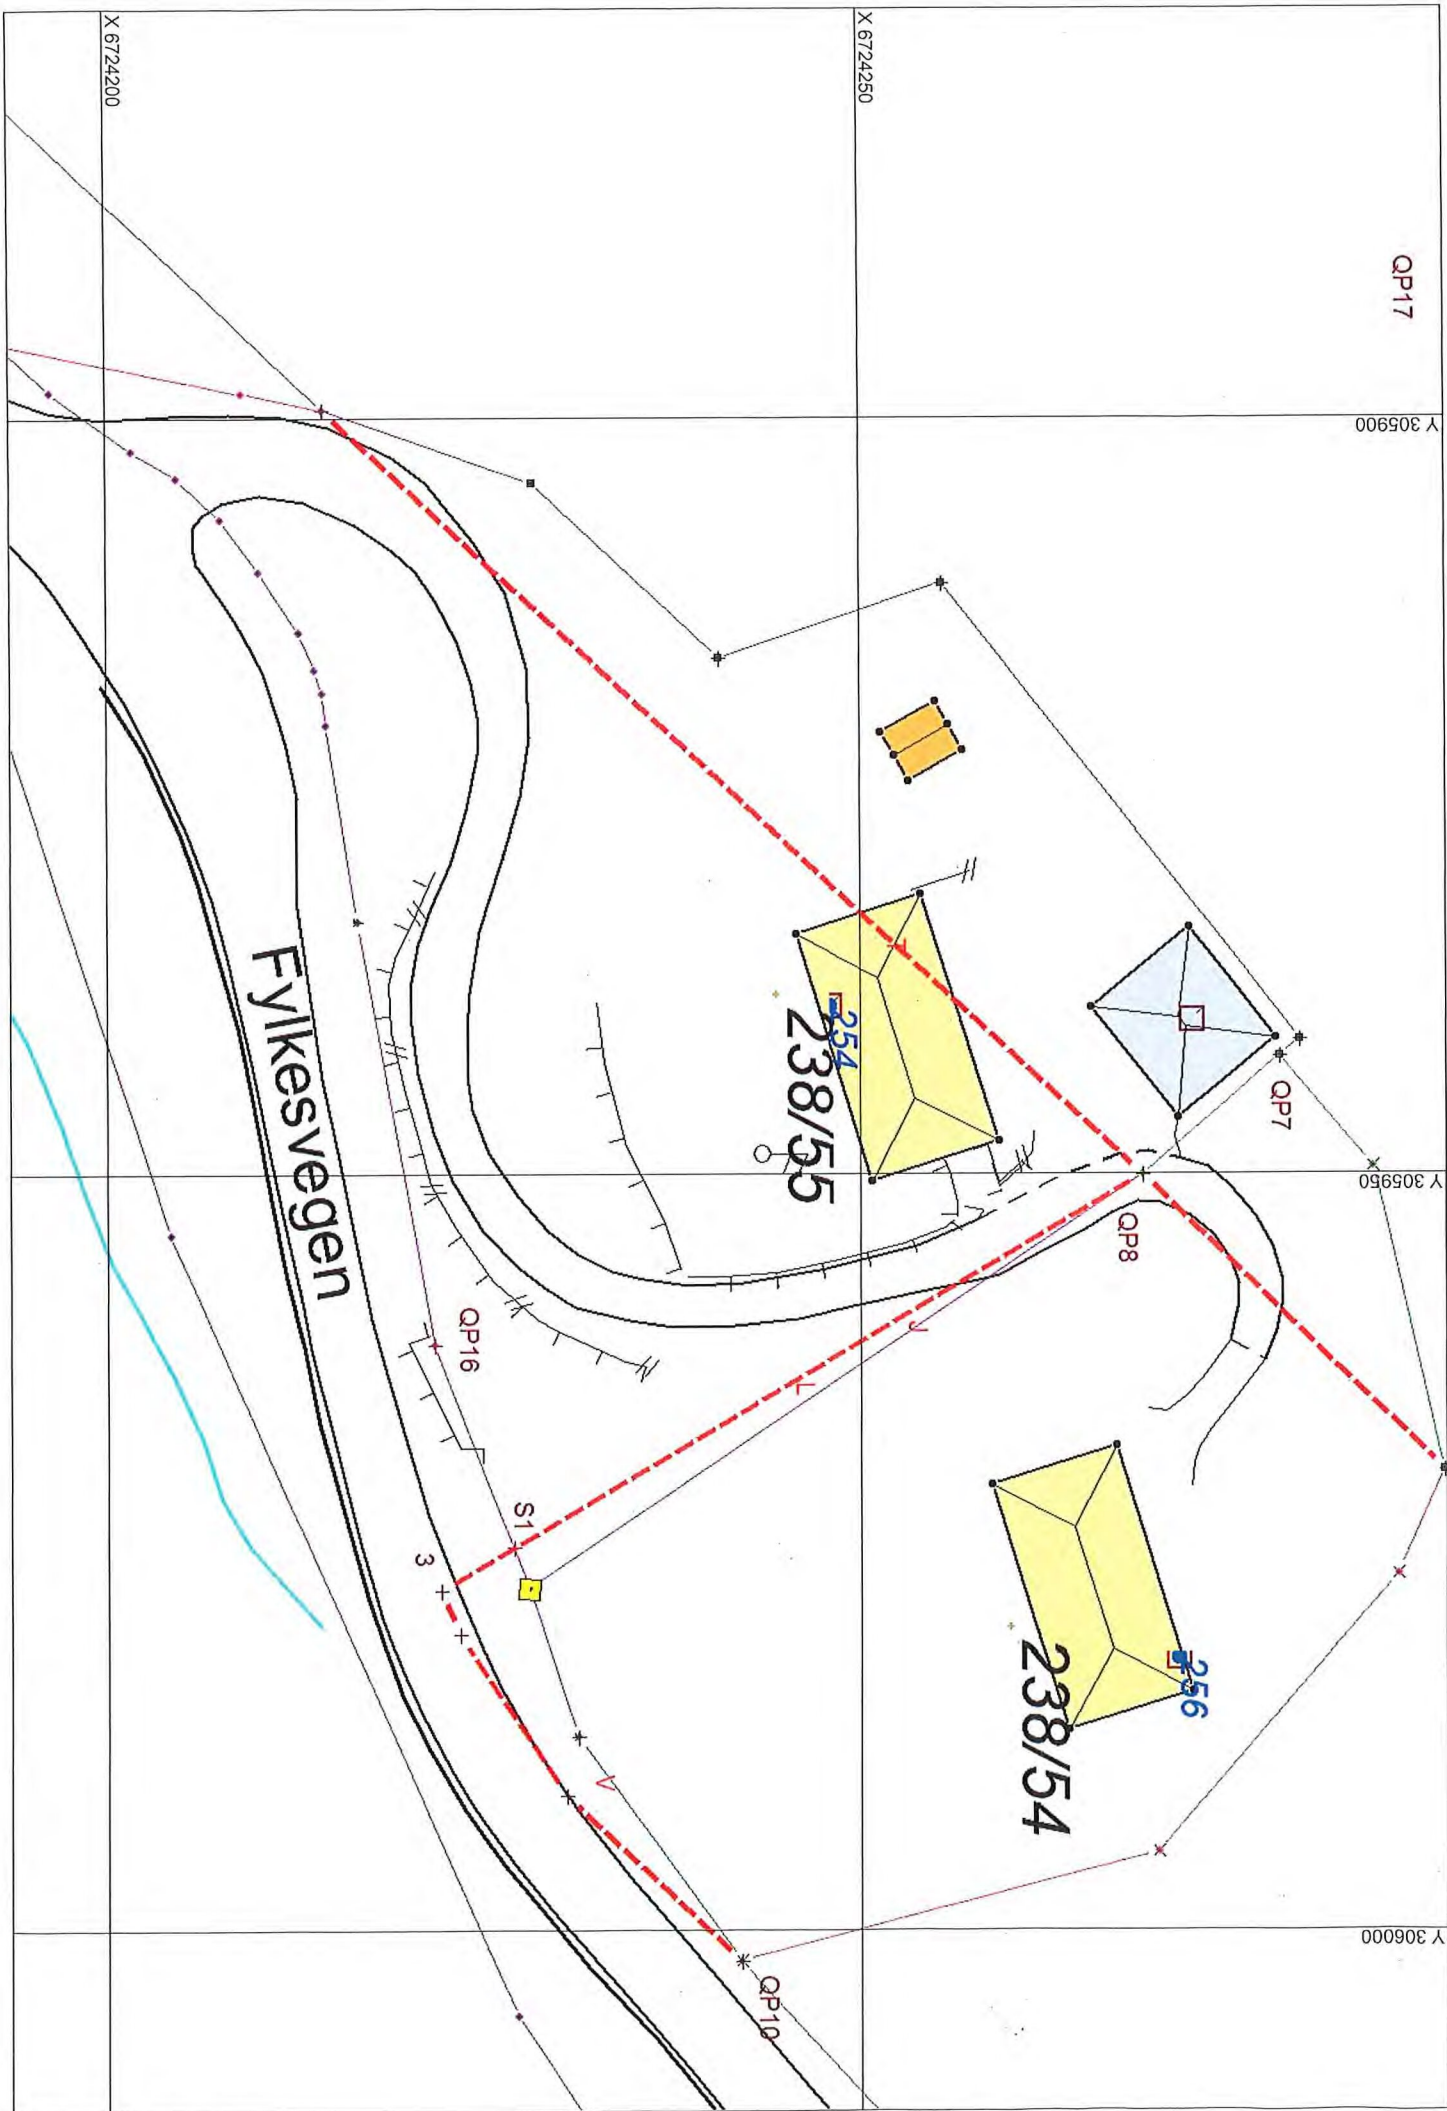 X 6724200
X 6724250
QP17
Y 305900
254
238/55
QP7
Y 305950
QP8
Fylkesvegen
QP16
T
J
L
S1
3
256
238/54
V
Y 306000
QP10